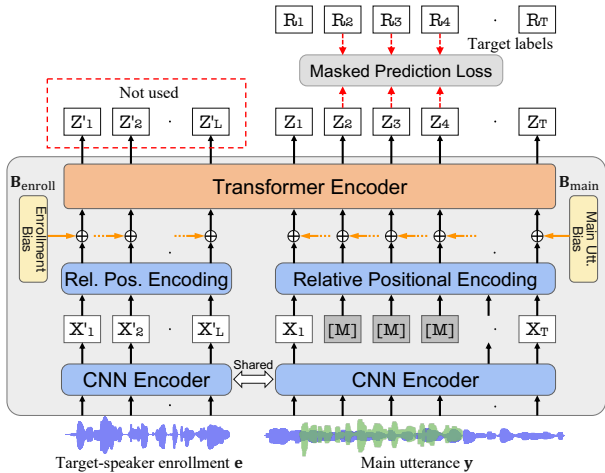 R1 R2 R3 R4 · RT
Target labels
Masked Prediction Loss
Not used
Z'1 Z'2 · Z'L Z1 Z2 Z3 Z4 · ZT
Benroll
Bmain
Transformer Encoder
Enrollment
Bias
Main Utt.
Bias
Rel. Pos. Encoding
Relative Positional Encoding
X'1 X'2 · X'L X1 [M] [M] [M] · XT
CNN Encoder
Shared
CNN Encoder
Target-speaker enrollment e
Main utterance y